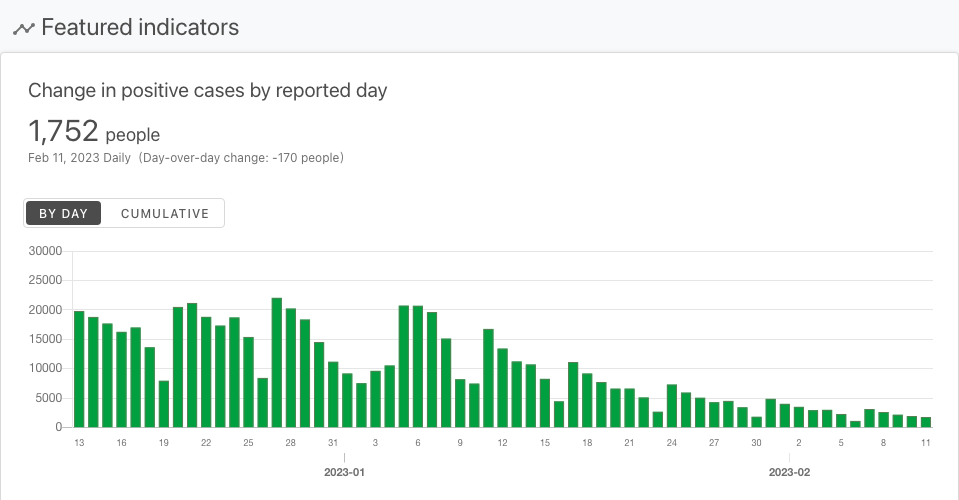 Featured indicators
Change in positive cases by reported day
1,752 people
Feb 11, 2023 Daily (Day-over-day change: -170 people)
BY DAY CUMULATIVE
30000
25000
20000
15000
10000
5000
0
13 16 19 22 25 28 31 3 6 9 12 15 18 21 24 27 30 2 5 8 11
2023-01 2023-02